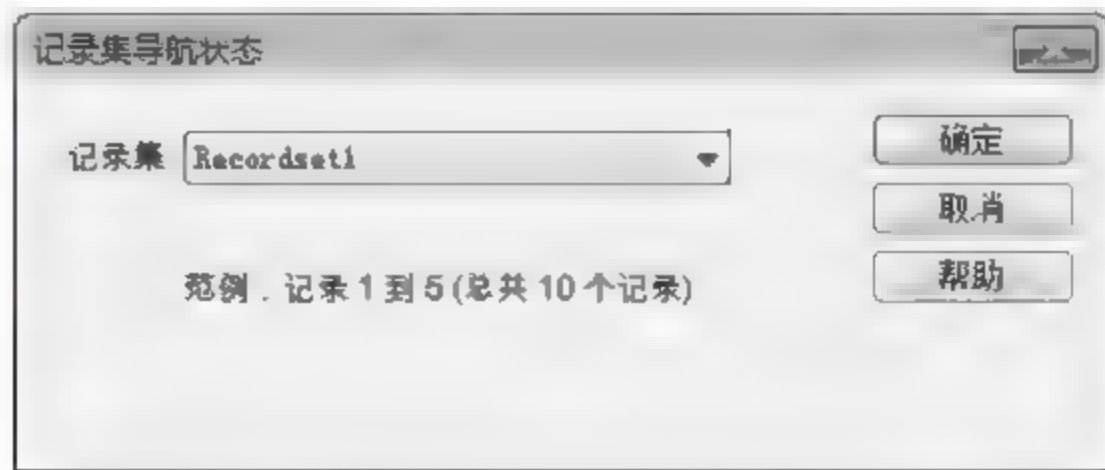 记录集导航状态
记录集 Recordset1
确定
取消
范例．记录 1 到 5 (总共 10 个记录)
帮助